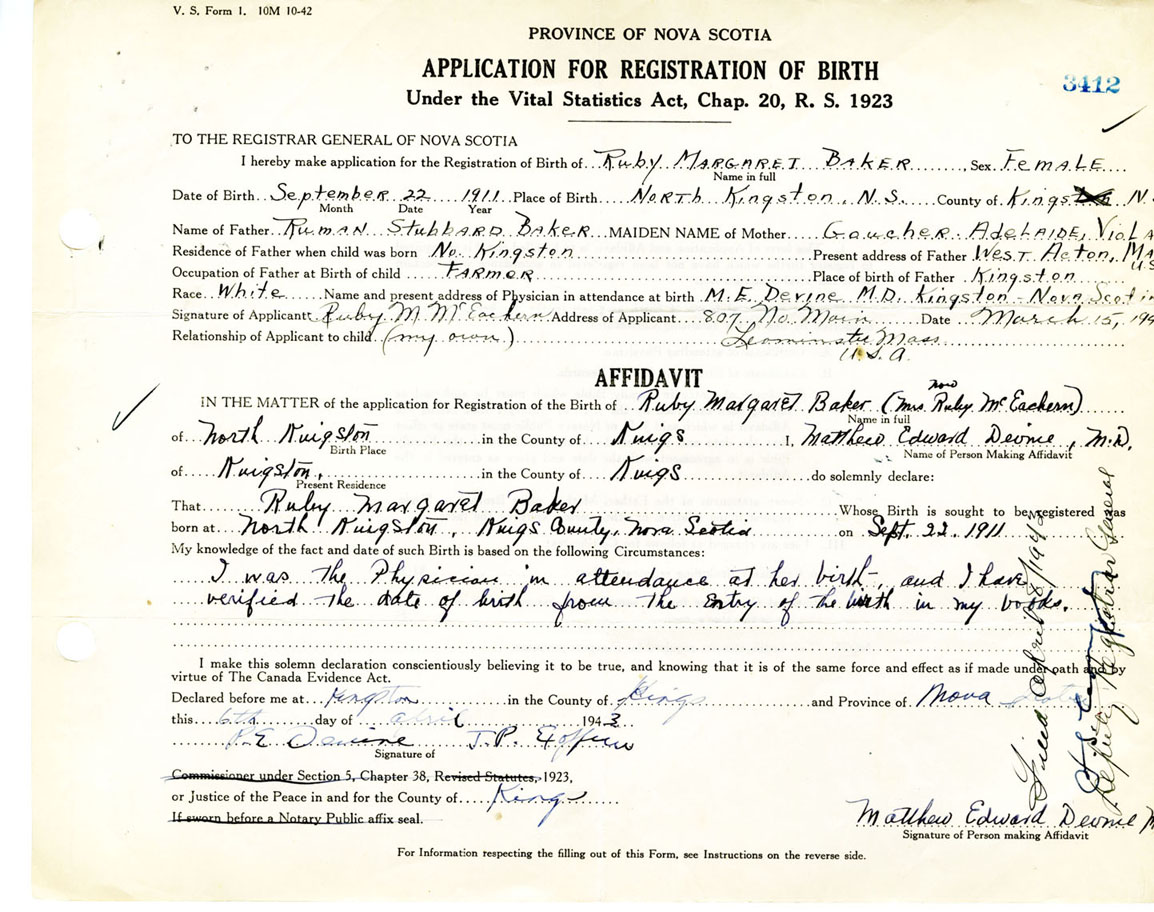 V. S. Form 1. 10M 10-42
PROVINCE OF NOVA SCOTIA
APPLICATION FOR REGISTRATION OF BIRTH
3412
Under the Vital Statistics Act, Chap. 20, R. S. 1923
TO THE REGISTRAR GENERAL OF NOVA SCOTIA
I hereby make application for the Registration of Birth of Ruby MARGARET BAKER, Sex FEMALE
Name in full
Date of Birth September 22 1911 Place of Birth NORTH Kingston, N.S. County of Kings N.
Month Date Year
Name of Father STUBBARD BAKER MAIDEN NAME of Mother GAUCHER ADELAIDE, VIOLA
Residence of Father when child was born No. Kingston Present address of Father WEST ACTON, MA
U.S.
Occupation of Father at Birth of child FARMER Place of birth of Father Kingston
Race White Name and present address of Physician in attendance at birth M.E. Devine M.D. Kingston - Nova Scotia
Signature of Applicant Ruby M McEachern Address of Applicant 807 No Main Date March 15, 194
Relationship of Applicant to child (my own) Leominster Mass
U.S.A.
AFFIDAVIT
IN THE MATTER of the application for Registration of the Birth of Ruby Margaret Baker (now Mrs Ruby McEachern)
Name in full
of North Kingston in the County of Kings I, Matthew Edward Devine, M.D.
Birth Place Name of Person Making Affidavit
of Kingston, in the County of Kings do solemnly declare:
Present Residence
That Ruby Margaret Baker Whose Birth is sought to be registered was
born at North Kingston, Kings County, Nova Scotia on Sept. 22. 1911
My knowledge of the fact and date of such Birth is based on the following Circumstances:
I was the Physician in attendance at her birth, and I have
verified the date of birth from the entry of the birth in my books.
I make this solemn declaration conscientiously believing it to be true, and knowing that it is of the same force and effect as if made under oath and by
virtue of The Canada Evidence Act.
Declared before me at Kingston in the County of Kings and Province of Nova Scotia
this 6th day of April 1943
Devine J.P.
Signature of
Commissioner under Section 5, Chapter 38, Revised Statutes, 1923,
or Justice of the Peace in and for the County of Kings
If sworn before a Notary Public affix seal.
Matthew Edward Devine M
Signature of Person making Affidavit
For Information respecting the filling out of this Form, see Instructions on the reverse side.
Filed April 8/1943
Deputy Registrar General